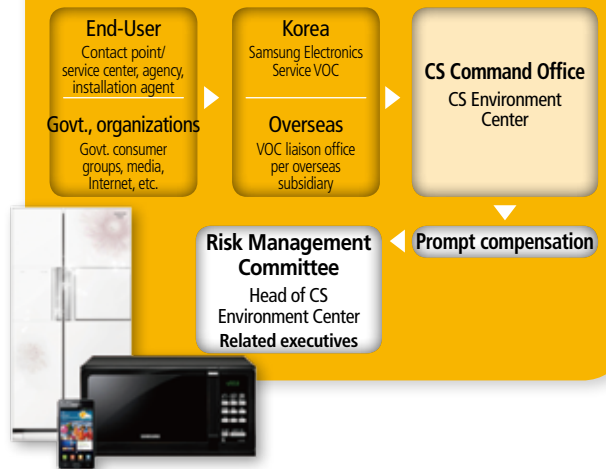 End-User
Contact point/
service center, agency,
installation agent
Govt., organizations
Govt. consumer
groups, media,
Internet, etc.
Korea
Samsung Electronics
Service VOC
Overseas
VOC liaison office
per overseas
subsidiary
CS Command Office
CS Environment
Center
Prompt compensation
Risk Management
Committee
Head of CS
Environment Center
Related executives
SAMSUNG